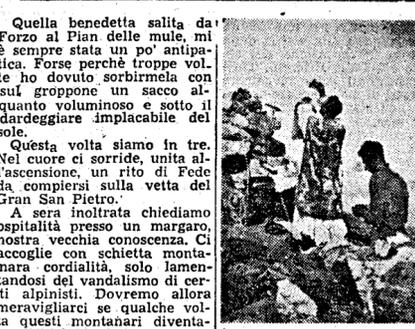 Quella benedetta salita da
Forzo al Pian delle mule, mi
è sempre stata un po' antipa-
tica. Forse perchè troppe vol-
te ho dovuto sorbirmela con
sul groppone un sacco al-
quanto voluminoso e sotto il
dardeggiare implacabile del
sole.
Questa volta siamo in tre.
Nel cuore ci sorride, unita al-
l'ascensione, un rito di Fede
da compiersi sulla vetta del
Gran San Pietro.
A sera inoltrata chiediamo
ospitalità presso un margaro,
nostra vecchia conoscenza. Ci
accoglie con schietta monta-
nara cordialità, solo lamen-
tandosi del vandalismo di cer-
ti alpinisti. Dovremo allora
meravigliarci se qualche vol-
ta questi montanari diventa-